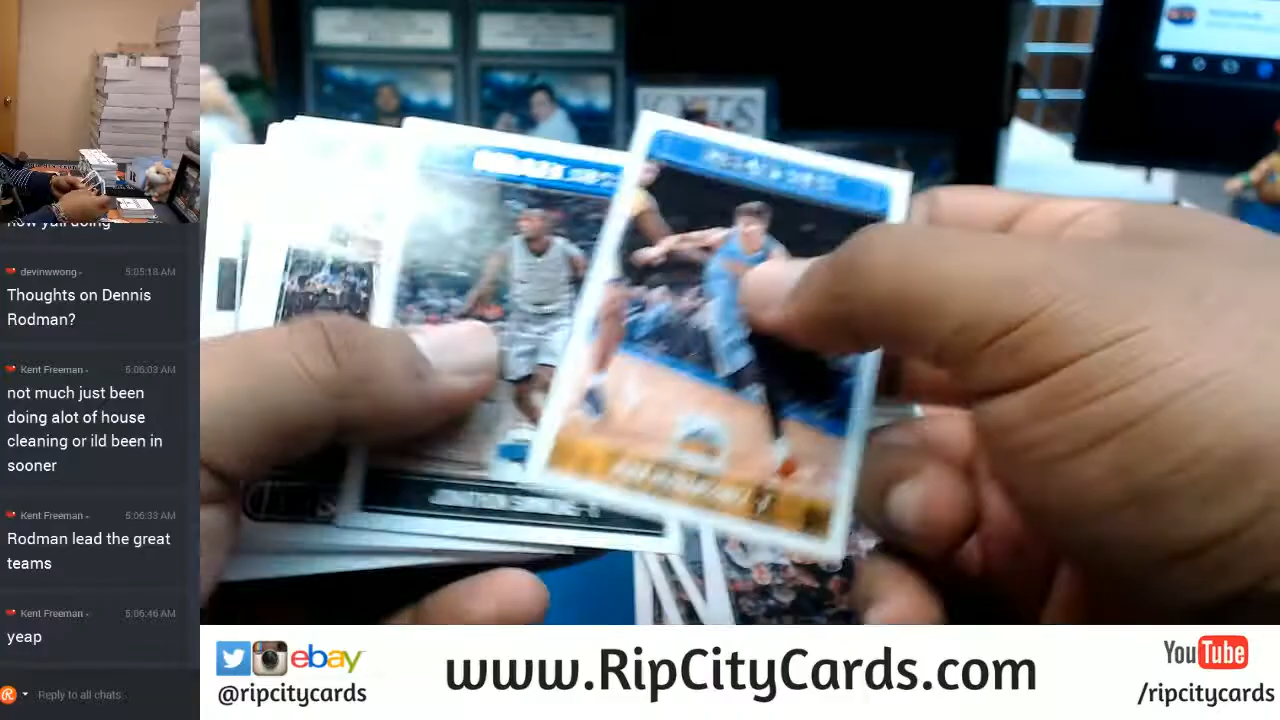 now yall doing
devinwwong - 5:05:18 AM
Thoughts on Dennis
Rodman?
Kent Freeman - 5:06:03 AM
not much just been
doing alot of house
cleaning or ild been in
sooner
Kent Freeman - 5:06:33 AM
Rodman lead the great
teams
Kent Freeman - 5:06:46 AM
yeap
Reply to all chats:
ebay
@ripcitycards
www.RipCityCards.com
YouTube
/ripcitycards